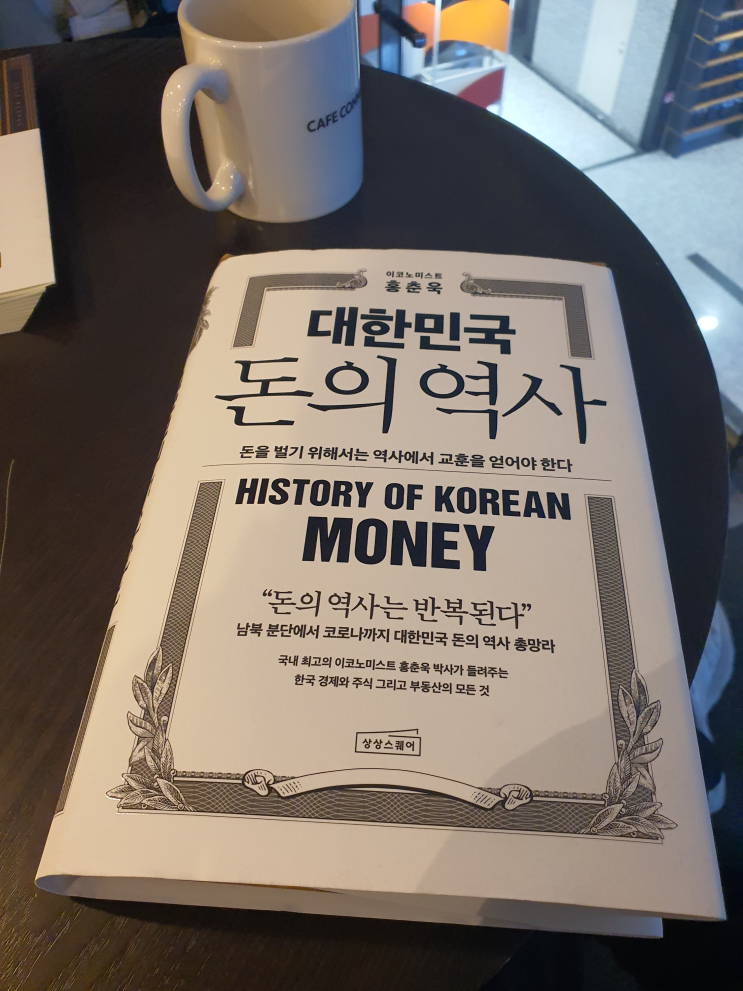 CAFE COM
이코노미스트
홍춘욱
대한민국
돈의 역사
돈을 벌기 위해서는 역사에서 교훈을 얻어야 한다
HISTORY OF KOREAN
MONEY
“돈의 역사는 반복된다”
남북 분단에서 코로나까지 대한민국 돈의 역사 총망라
국내 최고의 이코노미스트 홍춘욱 박사가 들려주는
한국 경제와 주식 그리고 부동산의 모든 것
상상스퀘어